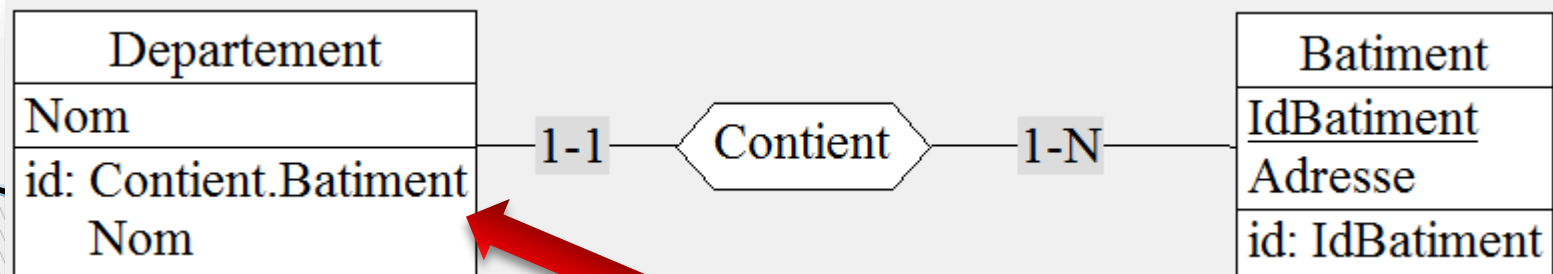 Departement
Nom
id: Contient.Batiment
Nom
1-1
Contient
1-N
Batiment
IdBatiment
Adresse
id: IdBatiment